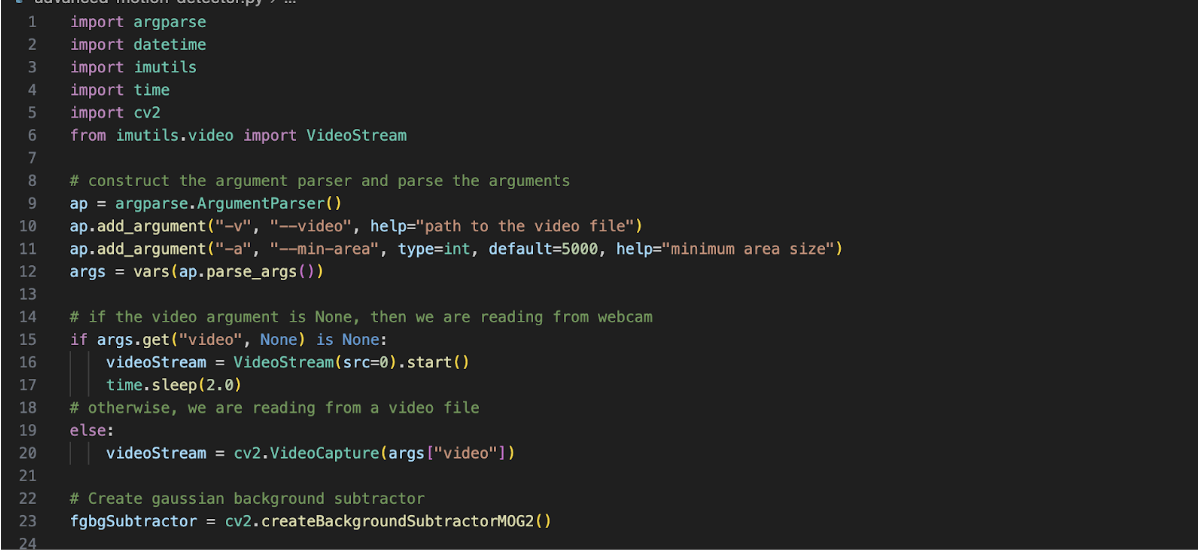 advanced-motion-detector.py > ...
1 import argparse
2 import datetime
3 import imutils
4 import time
5 import cv2
6 from imutils.video import VideoStream
7
8 # construct the argument parser and parse the arguments
9 ap = argparse.ArgumentParser()
10 ap.add_argument("-v", "--video", help="path to the video file")
11 ap.add_argument("-a", "--min-area", type=int, default=5000, help="minimum area size")
12 args = vars(ap.parse_args())
13
14 # if the video argument is None, then we are reading from webcam
15 if args.get("video", None) is None:
16     videoStream = VideoStream(src=0).start()
17     time.sleep(2.0)
18 # otherwise, we are reading from a video file
19 else:
20     videoStream = cv2.VideoCapture(args["video"])
21
22 # Create gaussian background subtractor
23 fgbgSubtractor = cv2.createBackgroundSubtractorMOG2()
24